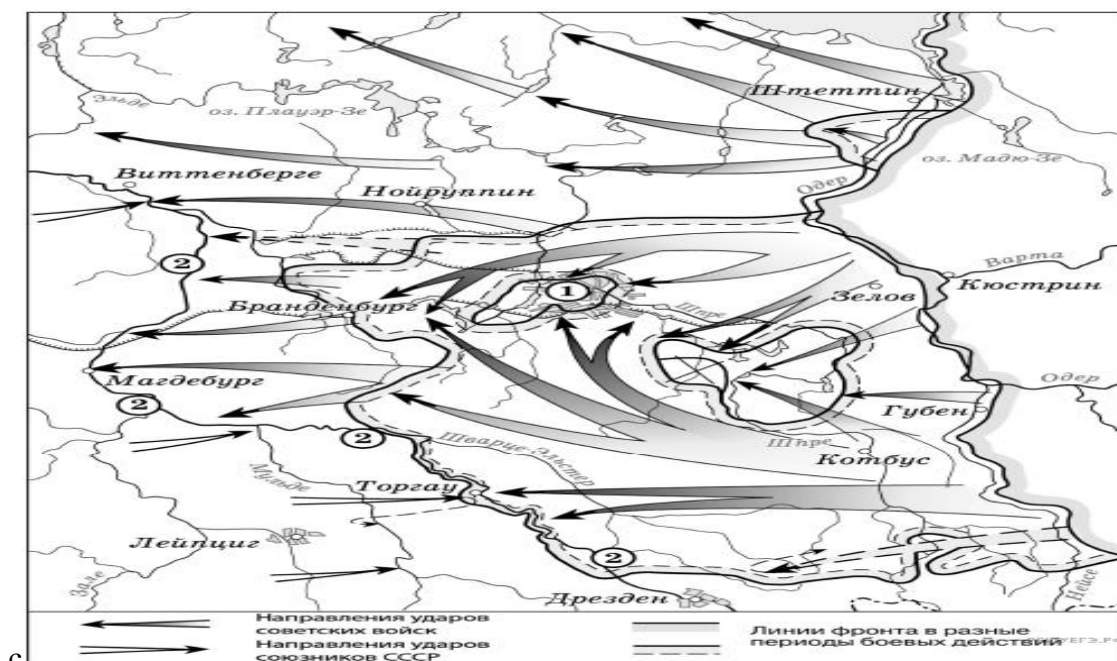 Штеттин
Эльде
оз. Плауэр-Зе
оз. Мадю-Зе
Виттенберге
Нойруппин
Одер
2
Варта
1
Зелов
Кюстрин
Бранденбург
Шпре
Магдебург
Одер
2
Губен
2
Шпре
Котбус
Шварце-Эльстер
Мульде
Торгау
Лейпциг
2
Заале
Нейсе
Дрезден
Направления ударов
советских войск
Линии фронта в разные
периоды боевых действий
Направления ударов
союзников СССР
с